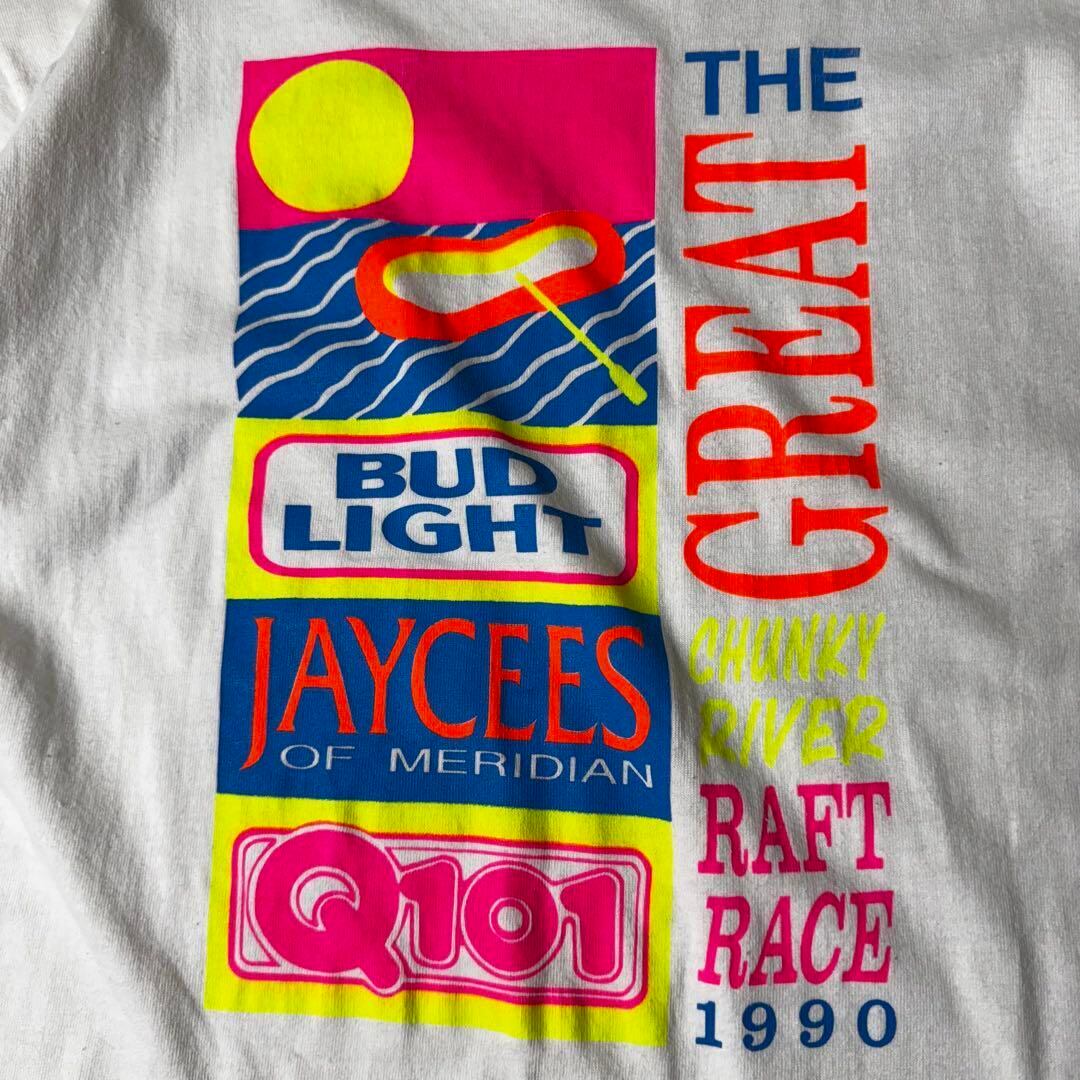 THE
GREAT
CHUNKY
RIVER
RAFT
RACE
1990
BUD
LIGHT
JAYCEES
OF MERIDIAN
Q101